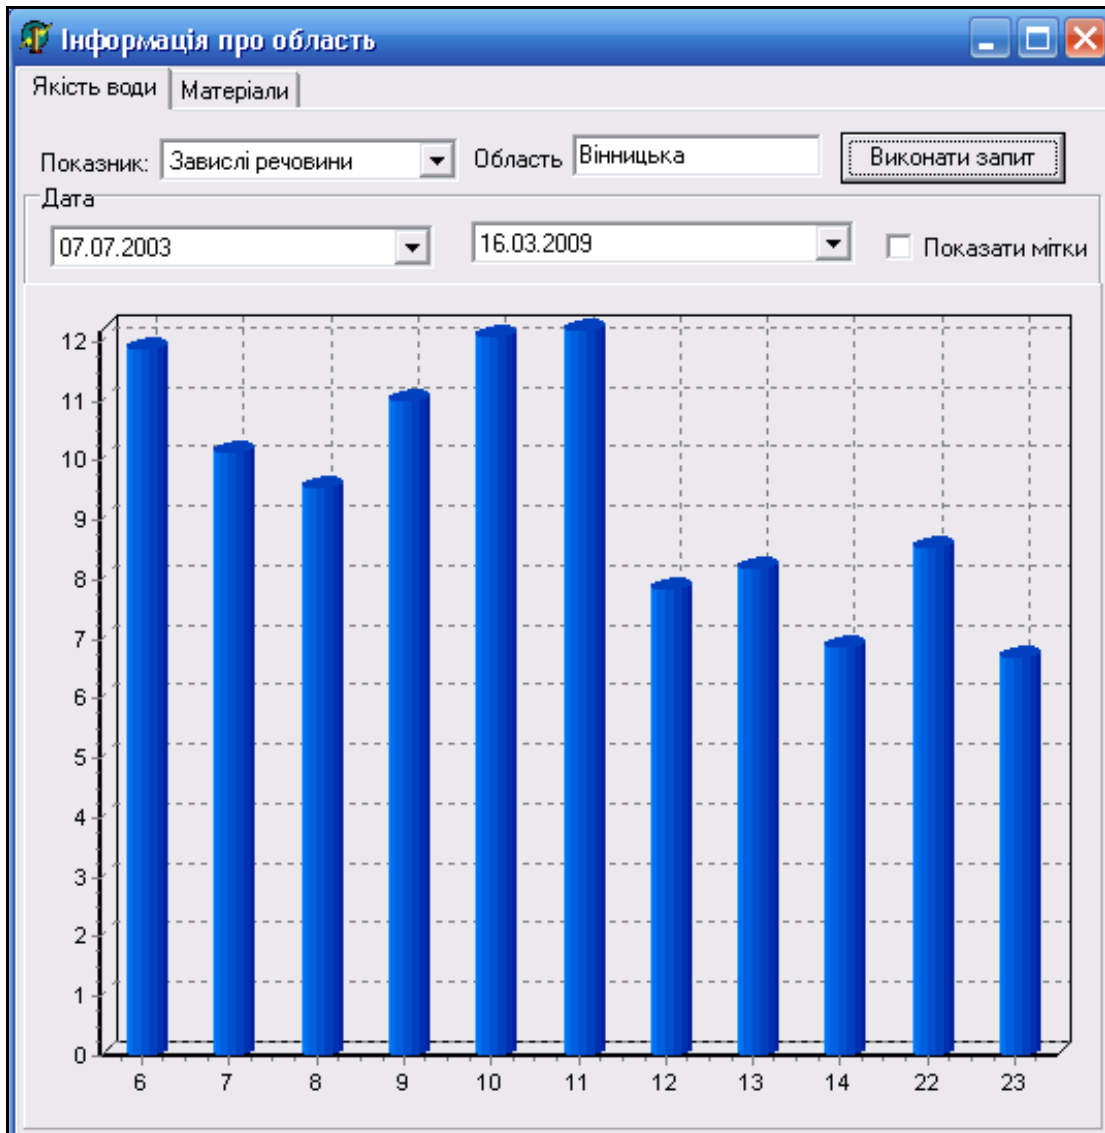 Інформація про область
Якість води Матеріали
Показник: Зависли речовини Область Вінницька Виконати запит
Дата
07.07.2003 16.03.2009 Показати мітки
12
11
10
9
8
7
6
5
4
3
2
1
0
6 7 8 9 10 11 12 13 14 22 23